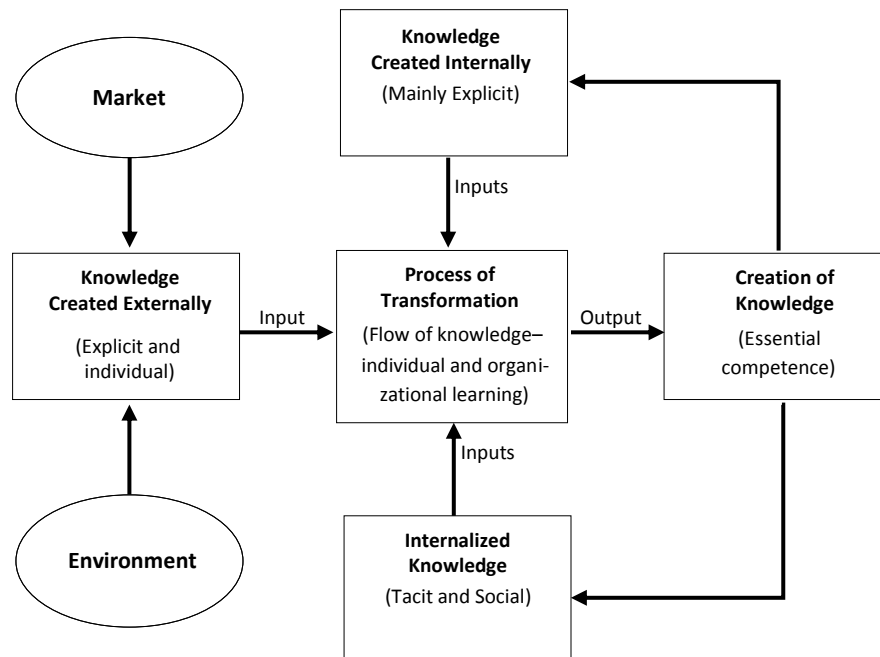 Market
Knowledge
Created Internally
(Mainly Explicit)
Inputs
Knowledge
Created Externally
(Explicit and
individual)
Input
Process of
Transformation
(Flow of knowledge–
individual and organi-
zational learning)
Output
Creation of
Knowledge
(Essential
competence)
Inputs
Environment
Internalized
Knowledge
(Tacit and Social)